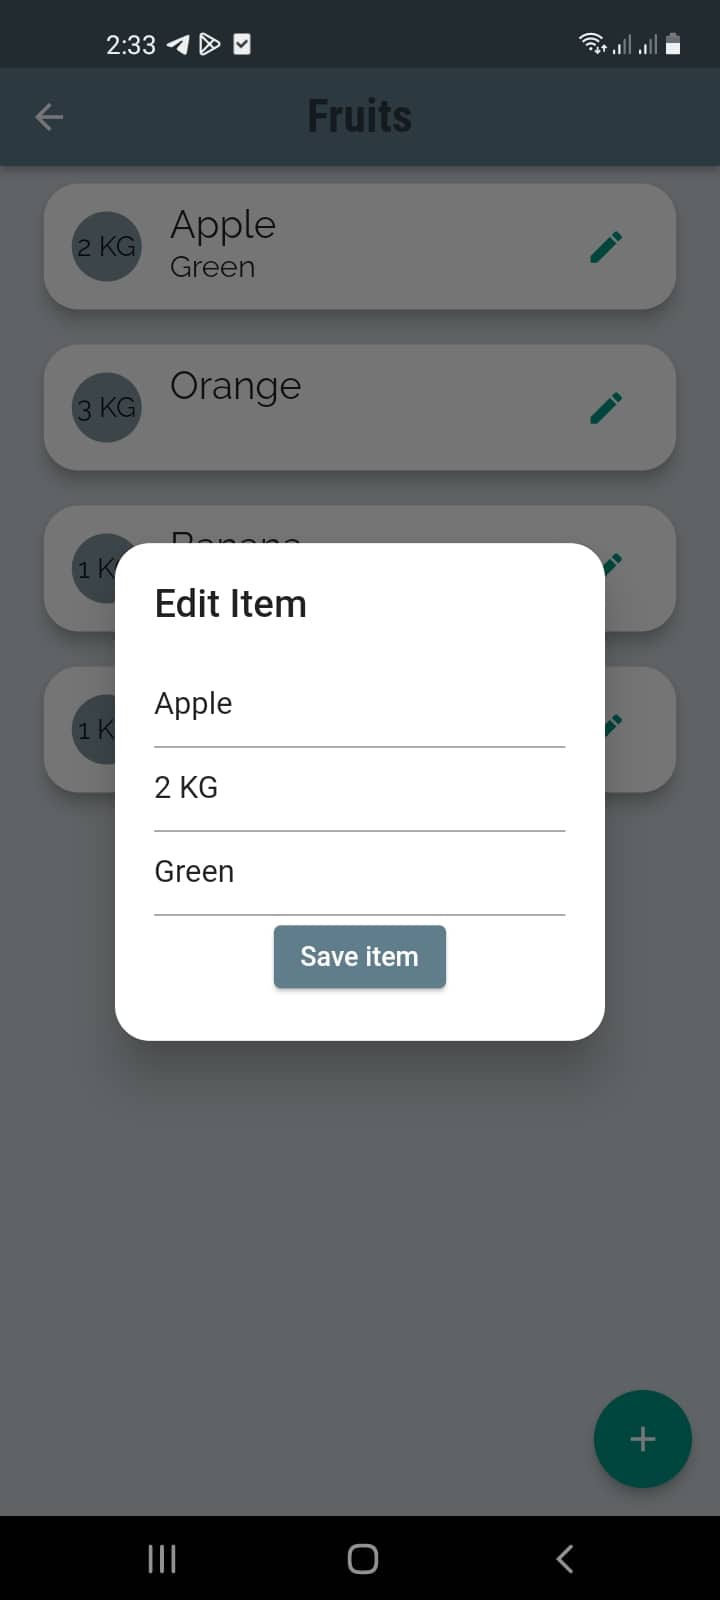 2:33
Fruits
2 KG
Apple
Green
3 KG
Orange
Banana
1 K
Edit Item
Apple
2 KG
Green
Save item
1 K